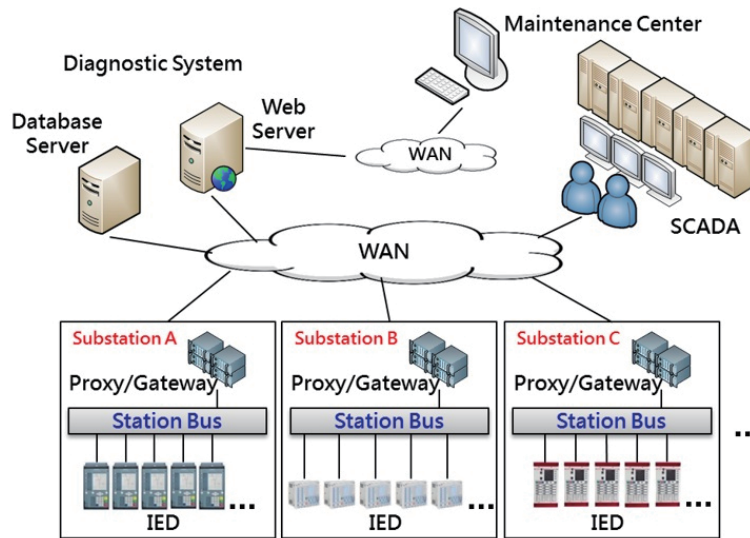 Maintenance Center
Diagnostic System
Web
Server
Database
Server
WAN
SCADA
WAN
Substation A
Proxy/Gateway
Station Bus
...
IED
Substation B
Proxy/Gateway
Station Bus
...
IED
Substation C
Proxy/Gateway
Station Bus
...
IED
...